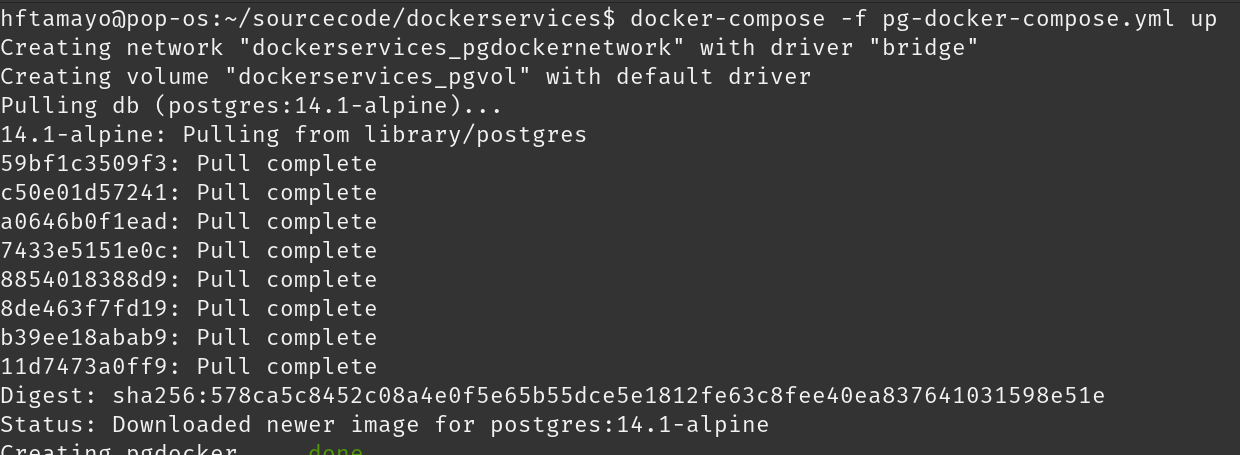 hftamayo@pop-os:~/sourcecode/dockerservices$ docker-compose -f pg-docker-compose.yml up
Creating network "dockerservices_pgdockernetwork" with driver "bridge"
Creating volume "dockerservices_pgvol" with default driver
Pulling db (postgres:14.1-alpine)...
14.1-alpine: Pulling from library/postgres
59bf1c3509f3: Pull complete
c50e01d57241: Pull complete
a0646b0f1ead: Pull complete
7433e5151e0c: Pull complete
8854018388d9: Pull complete
8de463f7fd19: Pull complete
b39ee18abab9: Pull complete
11d7473a0ff9: Pull complete
Digest: sha256:578ca5c8452c08a4e0f5e65b55dce5e1812fe63c8fee40ea837641031598e51e
Status: Downloaded newer image for postgres:14.1-alpine
Creating pgdocker ... done